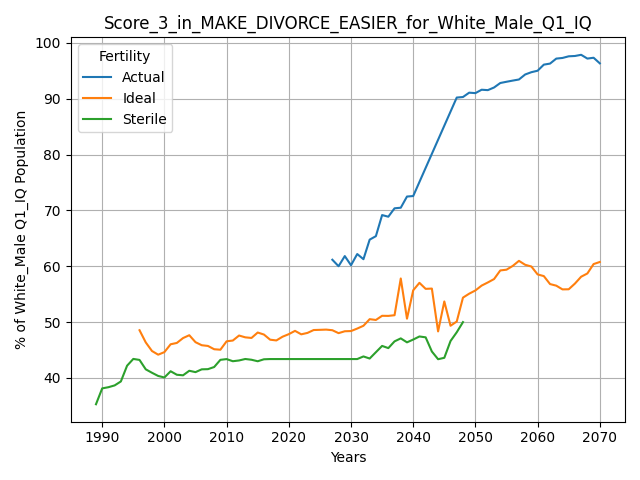 Score_3_in_MAKE_DIVORCE_EASIER_for_White_Male_Q1_IQ
Fertility
Actual
Ideal
Sterile
% of White_Male Q1_IQ Population
100
90
80
70
60
50
40
1990 2000 2010 2020 2030 2040 2050 2060 2070
Years